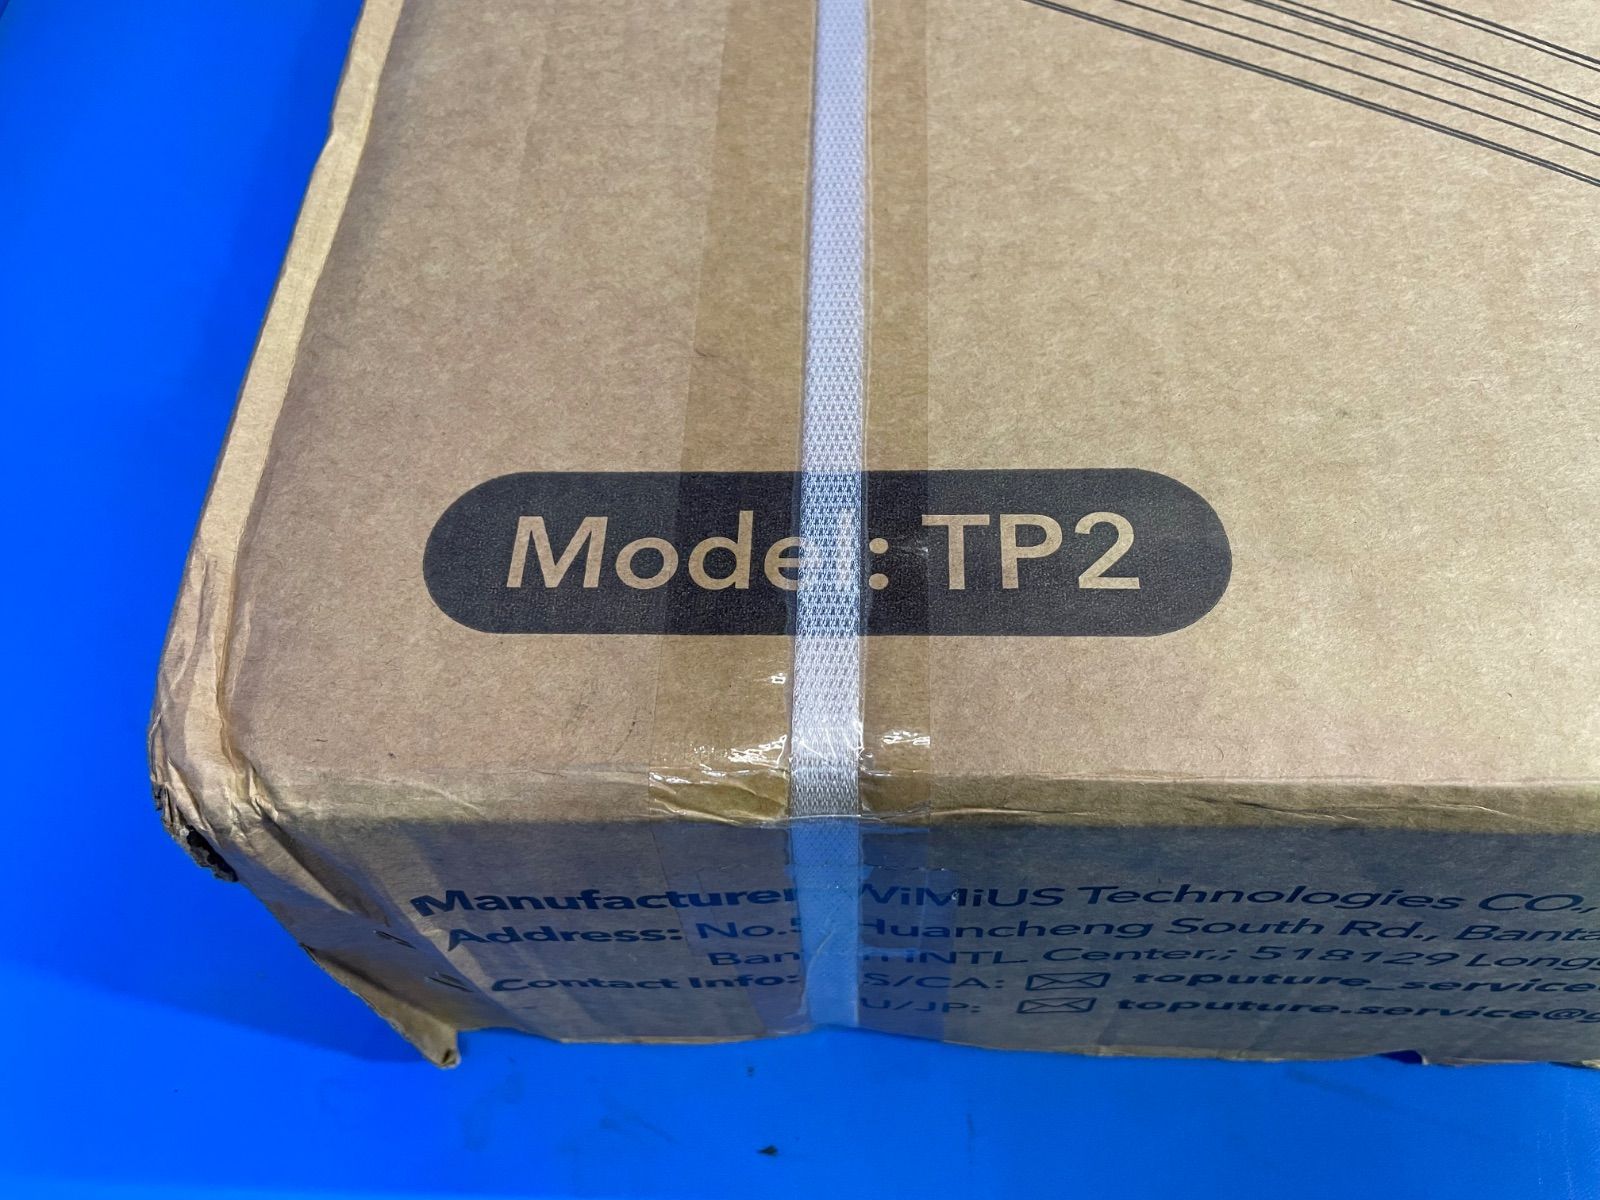 Model: TP2
Manufacturer WiMiUS Technologies CO.,
Address: No.5 Huancheng South Rd., Banta
Ban iNTL Center,; 518129 Longg
Contact Info: S/CA: toputure_service
U/JP: toputure.service@g